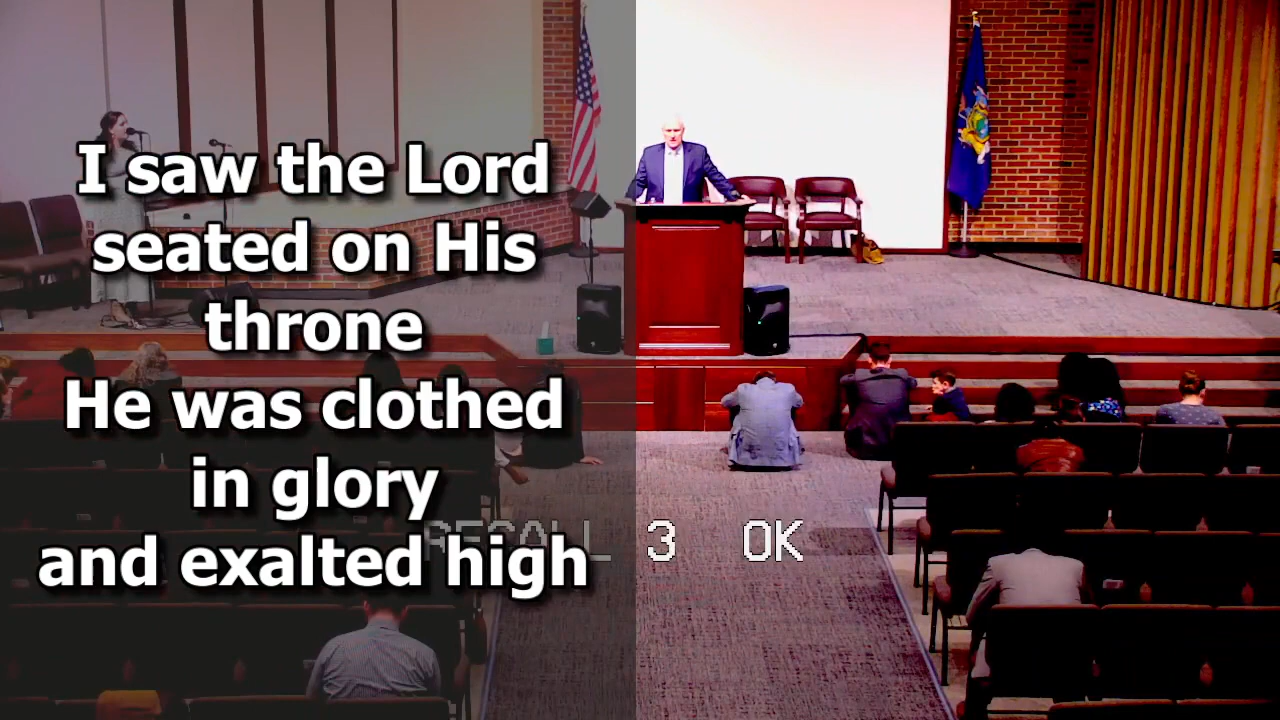 I saw the Lord
seated on His
throne
He was clothed
in glory
and exalted high
RECALL 3 OK